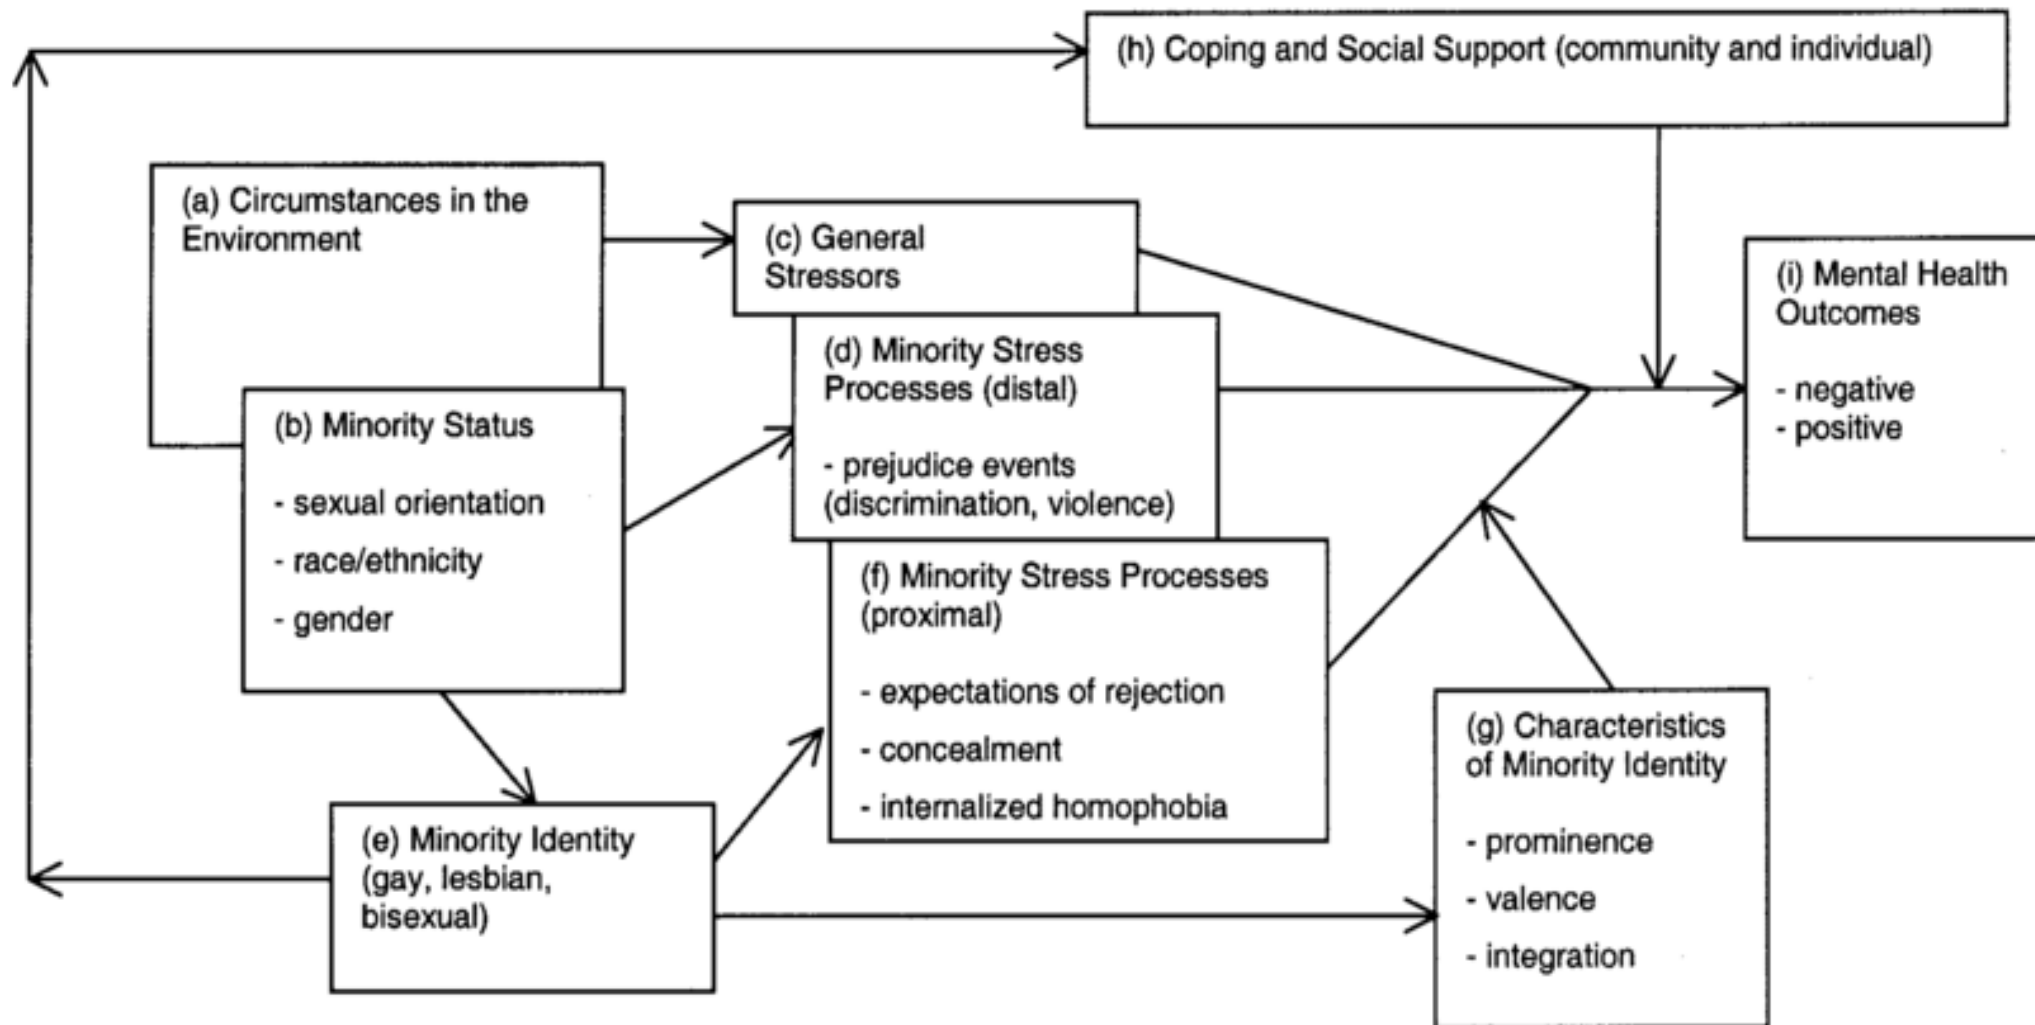 (h) Coping and Social Support (community and individual)
(a) Circumstances in the
Environment
(c) General
Stressors
(i) Mental Health
Outcomes
- negative
- positive
(b) Minority Status
- sexual orientation
- race/ethnicity
- gender
(d) Minority Stress
Processes (distal)
- prejudice events
(discrimination, violence)
(f) Minority Stress Processes
(proximal)
- expectations of rejection
- concealment
- internalized homophobia
(e) Minority Identity
(gay, lesbian,
bisexual)
(g) Characteristics
of Minority Identity
- prominence
- valence
- integration